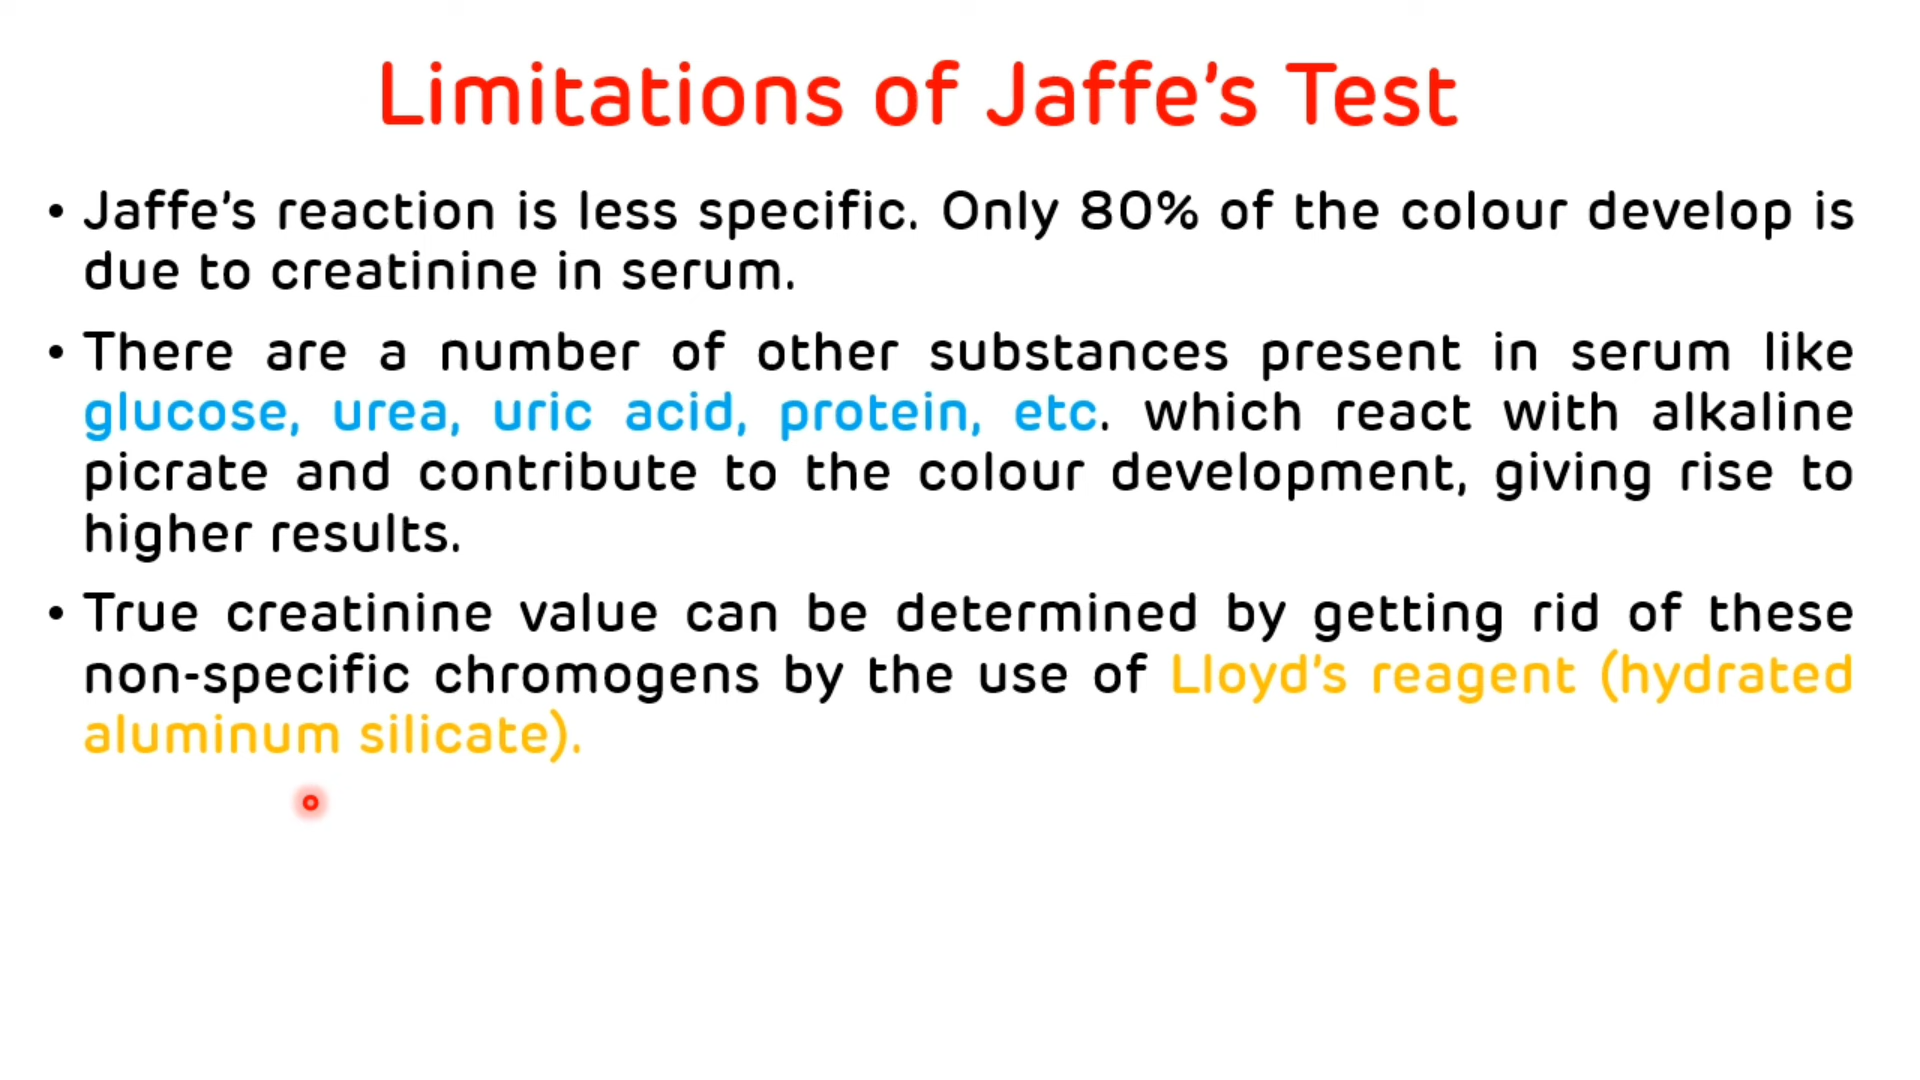 Limitations of Jaffe's Test
• Jaffe's reaction is less specific. Only 80% of the colour develop is
due to creatinine in serum.
• There are a number of other substances present in serum like
glucose, urea, uric acid, protein, etc. which react with alkaline
picrate and contribute to the colour development, giving rise to
higher results.
• True creatinine value can be determined by getting rid of these
non-specific chromogens by the use of Lloyd's reagent (hydrated
aluminum silicate).